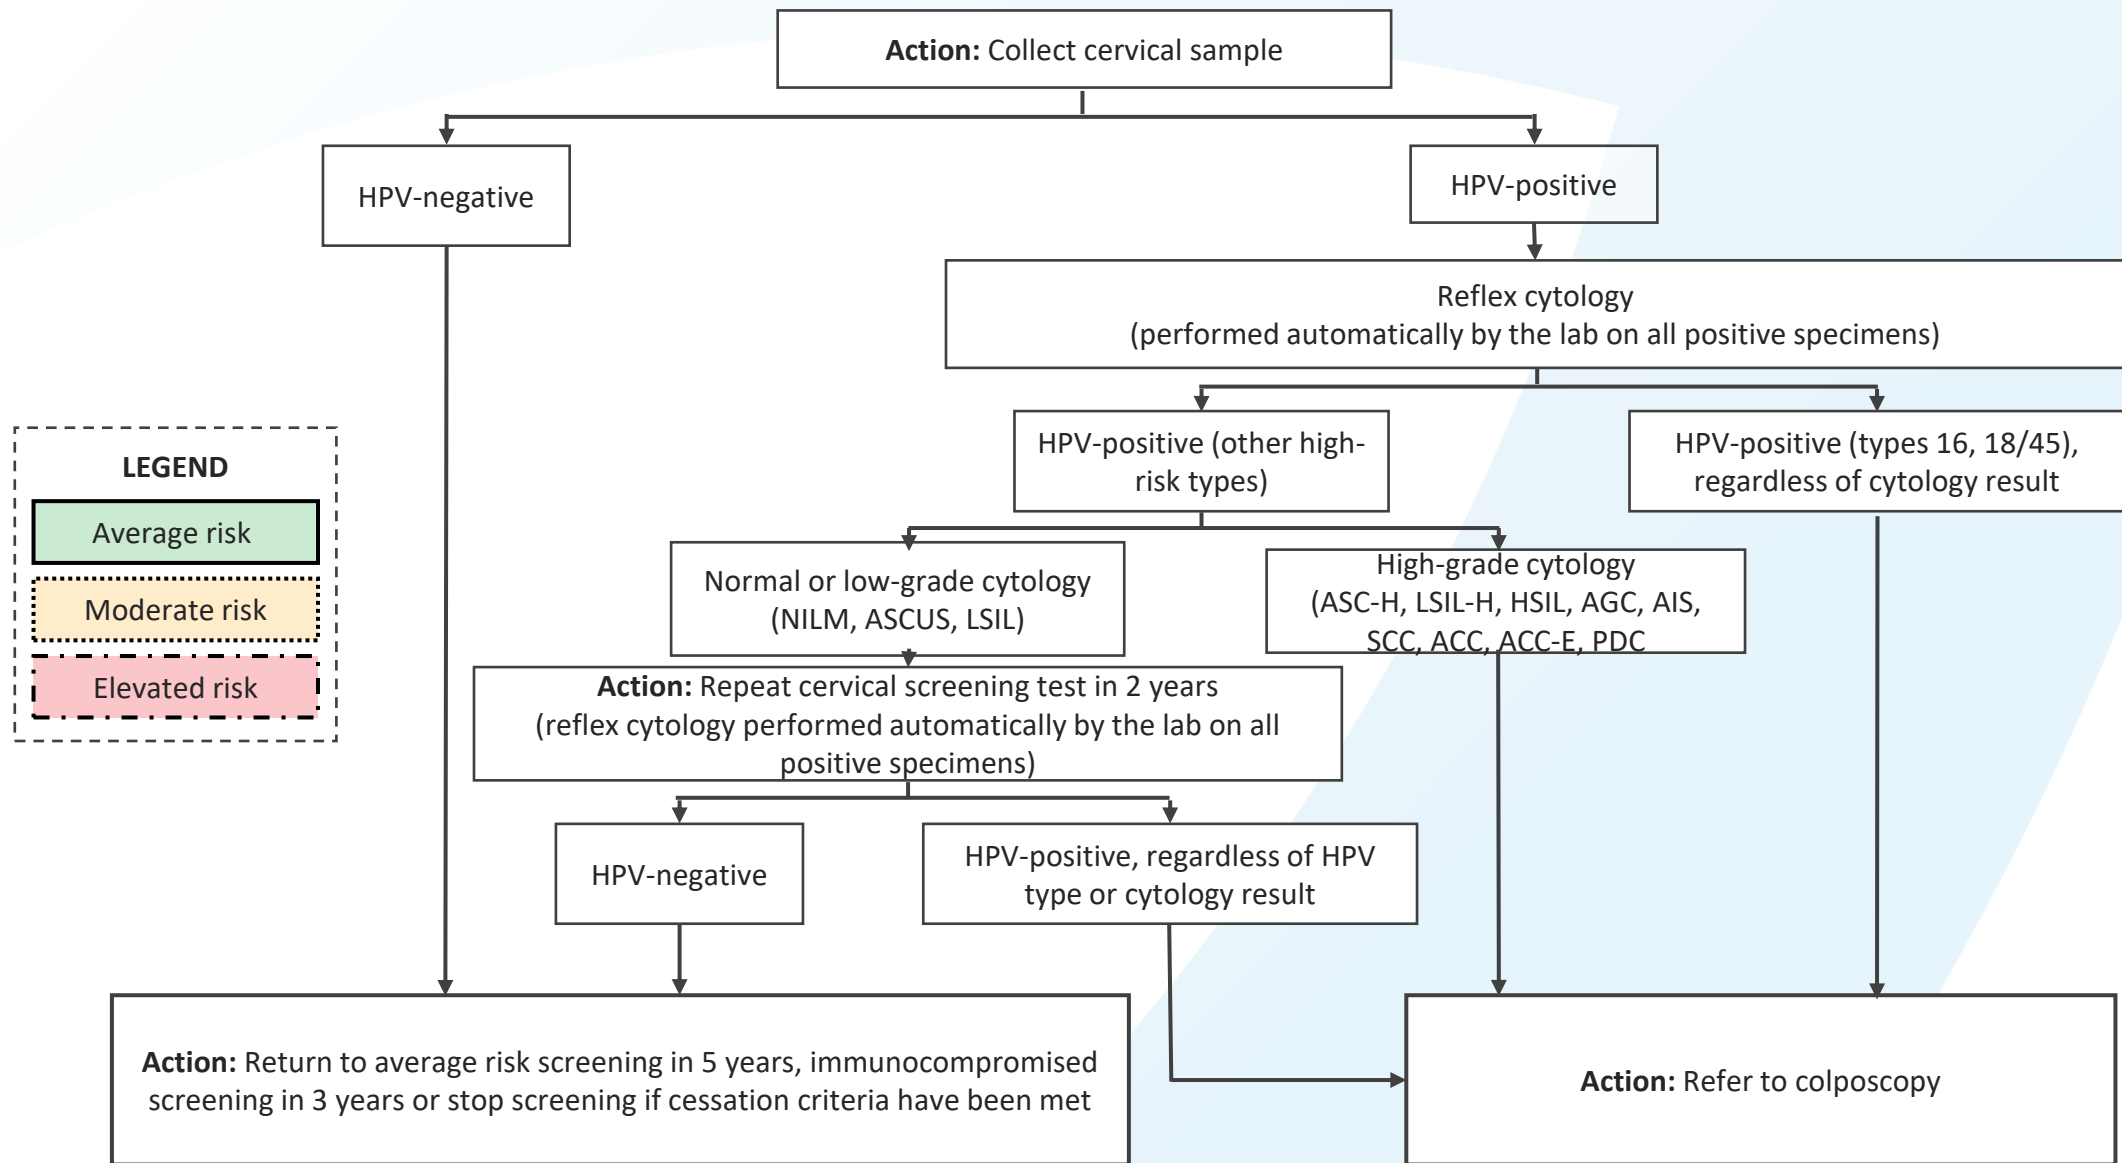 Action: Collect cervical sample
HPV-negative
HPV-positive
Reflex cytology
(performed automatically by the lab on all positive specimens)
HPV-positive (other high-
risk types)
HPV-positive (types 16, 18/45),
regardless of cytology result
LEGEND
Average risk
Moderate risk
Elevated risk
Normal or low-grade cytology
(NILM, ASCUS, LSIL)
High-grade cytology
(ASC-H, LSIL-H, HSIL, AGC, AIS,
SCC, ACC, ACC-E, PDC
Action: Repeat cervical screening test in 2 years
(reflex cytology performed automatically by the lab on all
positive specimens)
HPV-negative
HPV-positive, regardless of HPV
type or cytology result
Action: Return to average risk screening in 5 years, immunocompromised
screening in 3 years or stop screening if cessation criteria have been met
Action: Refer to colposcopy